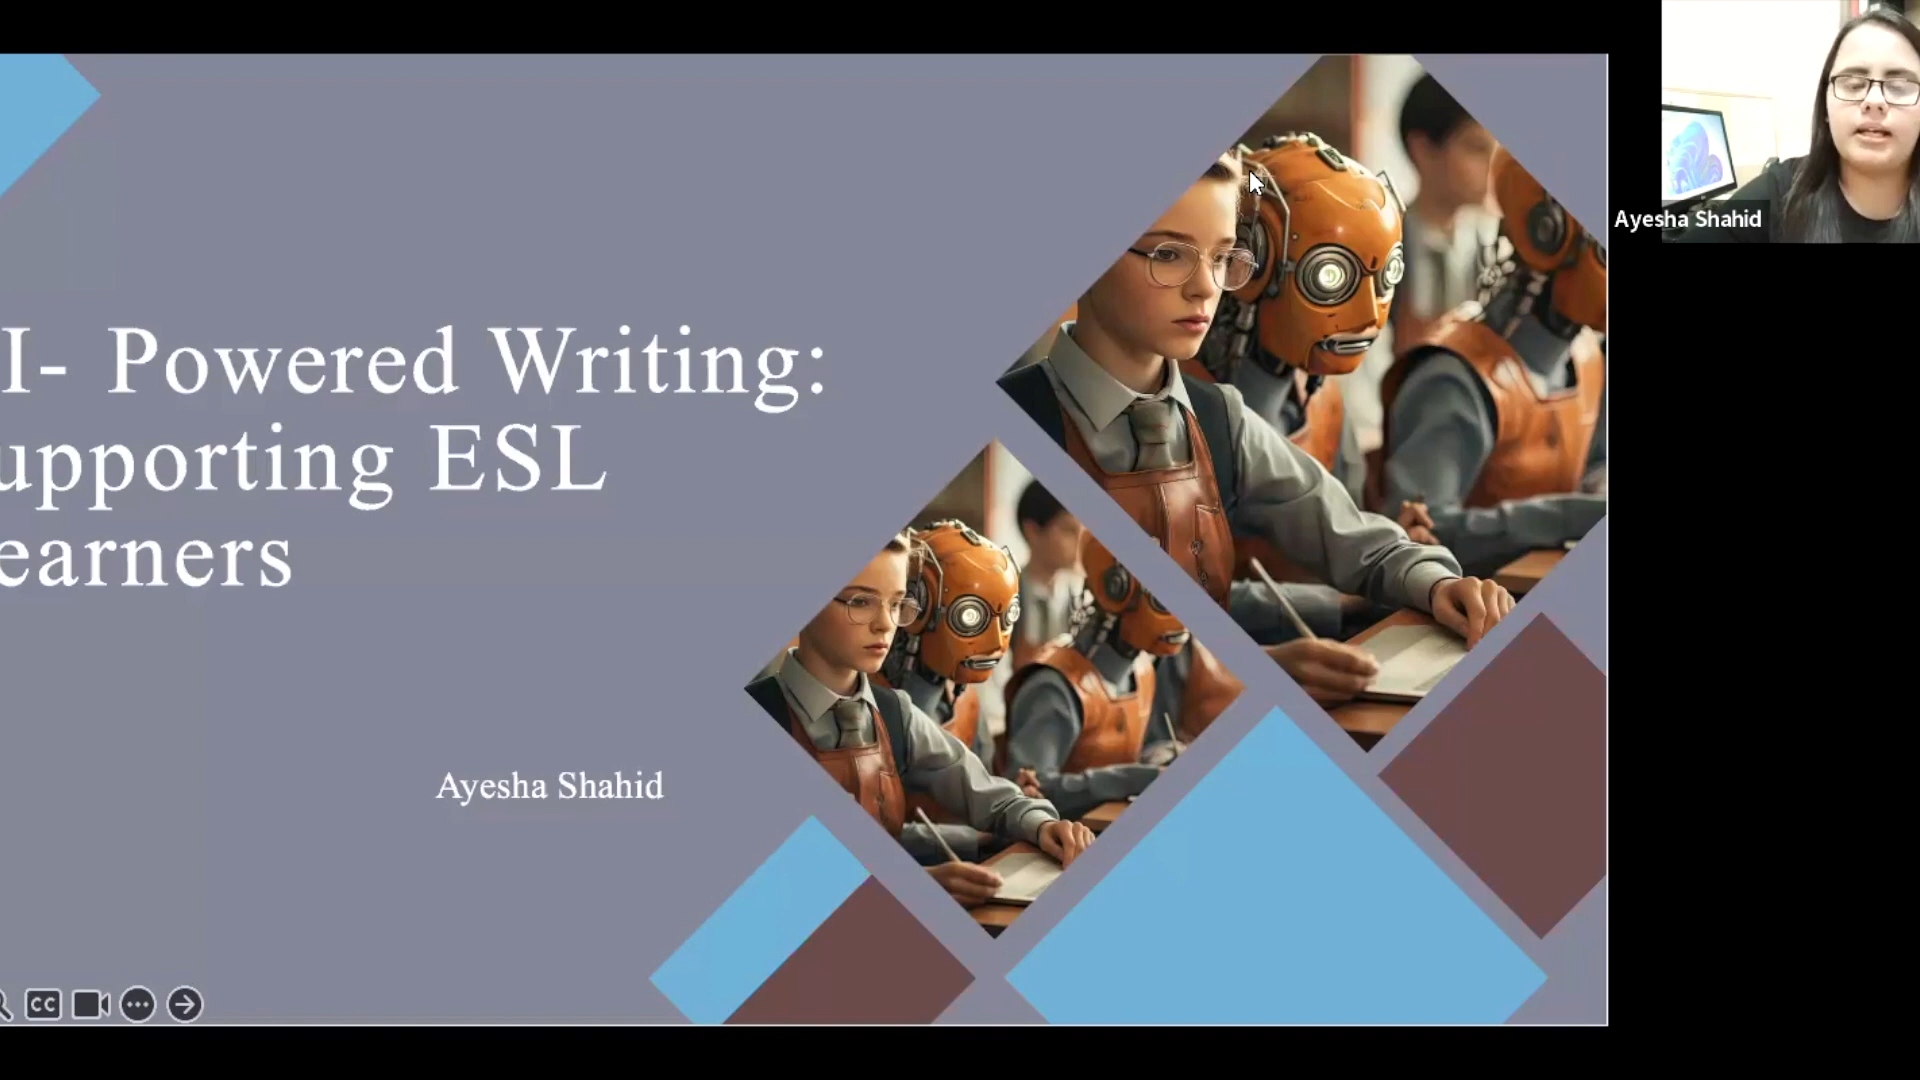 I- Powered Writing:
upporting ESL
earners
Ayesha Shahid
Ayesha Shahid
CC